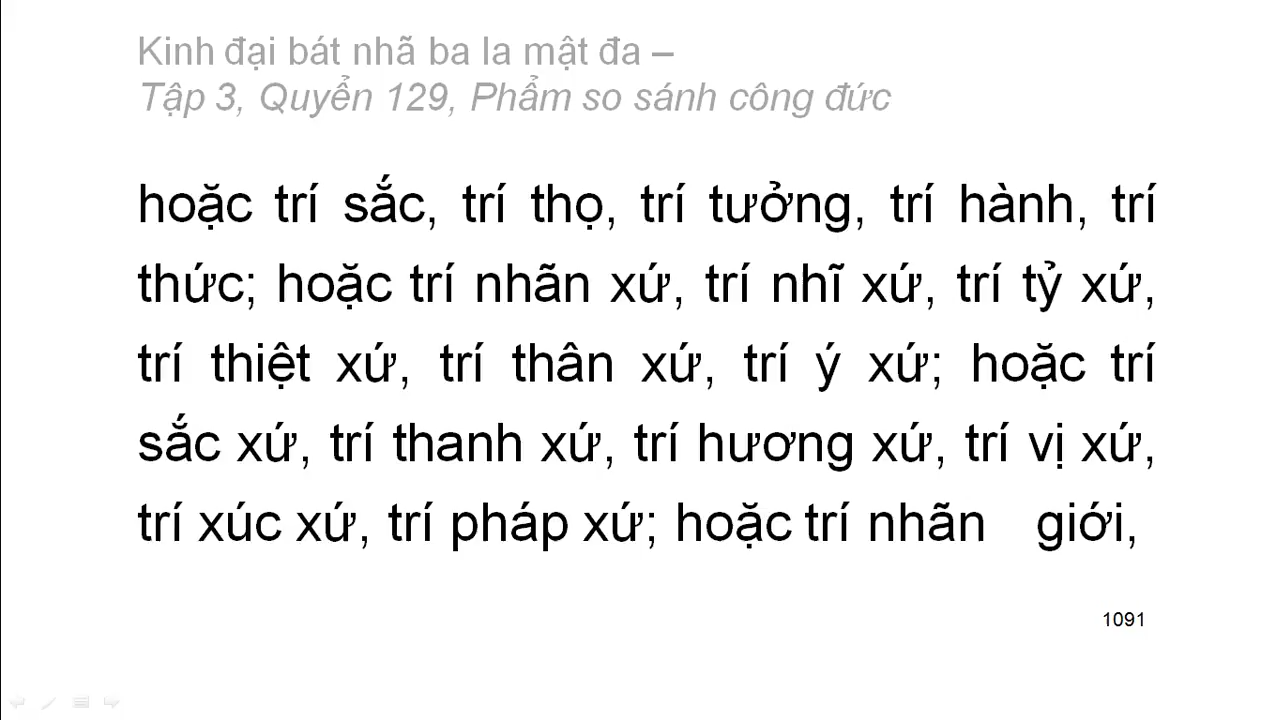 Kinh đại bát nhã ba la mật đa –
Tập 3, Quyển 129, Phẩm so sánh công đức
hoặc trí sắc, trí thọ, trí tưởng, trí hành, trí
thức; hoặc trí nhãn xứ, trí nhĩ xứ, trí tỷ xứ,
trí thiệt xứ, trí thân xứ, trí ý xứ; hoặc trí
sắc xứ, trí thanh xứ, trí hương xứ, trí vị xứ,
trí xúc xứ, trí pháp xứ; hoặc trí nhãn giới,
1091